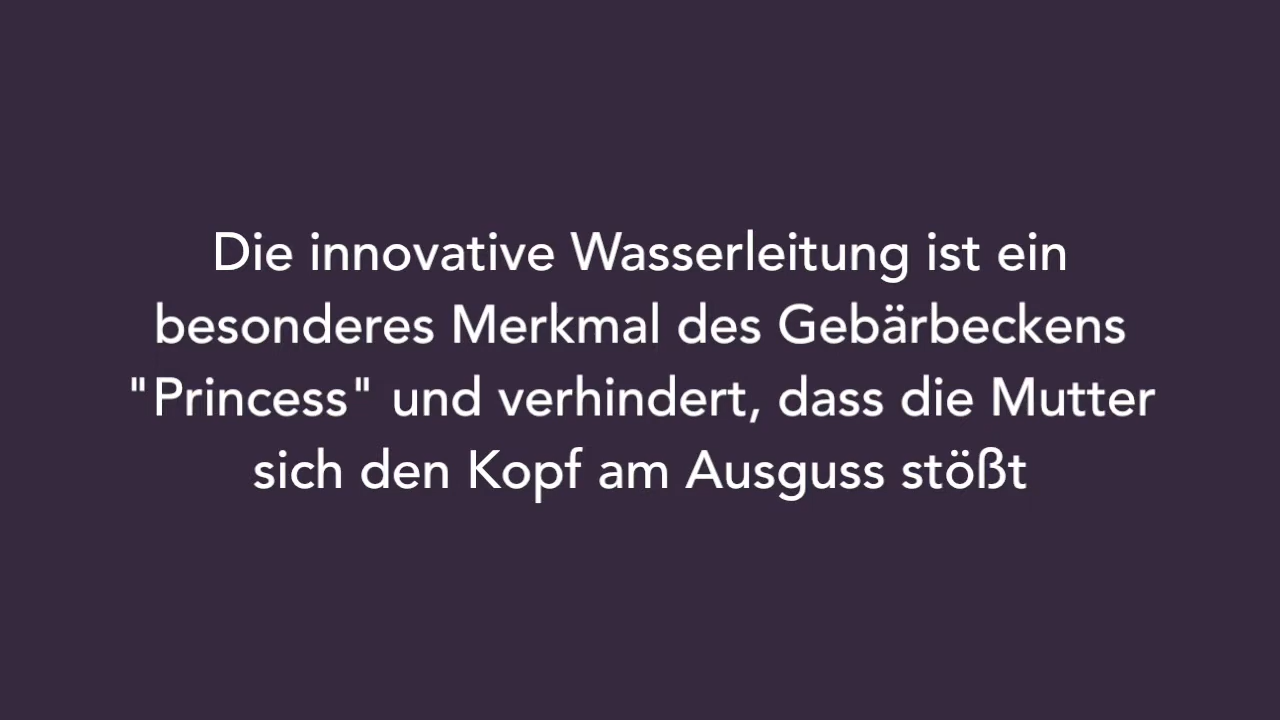 Die innovative Wasserleitung ist ein
besonderes Merkmal des Gebärbeckens
"Princess" und verhindert, dass die Mutter
sich den Kopf am Ausguss stößt